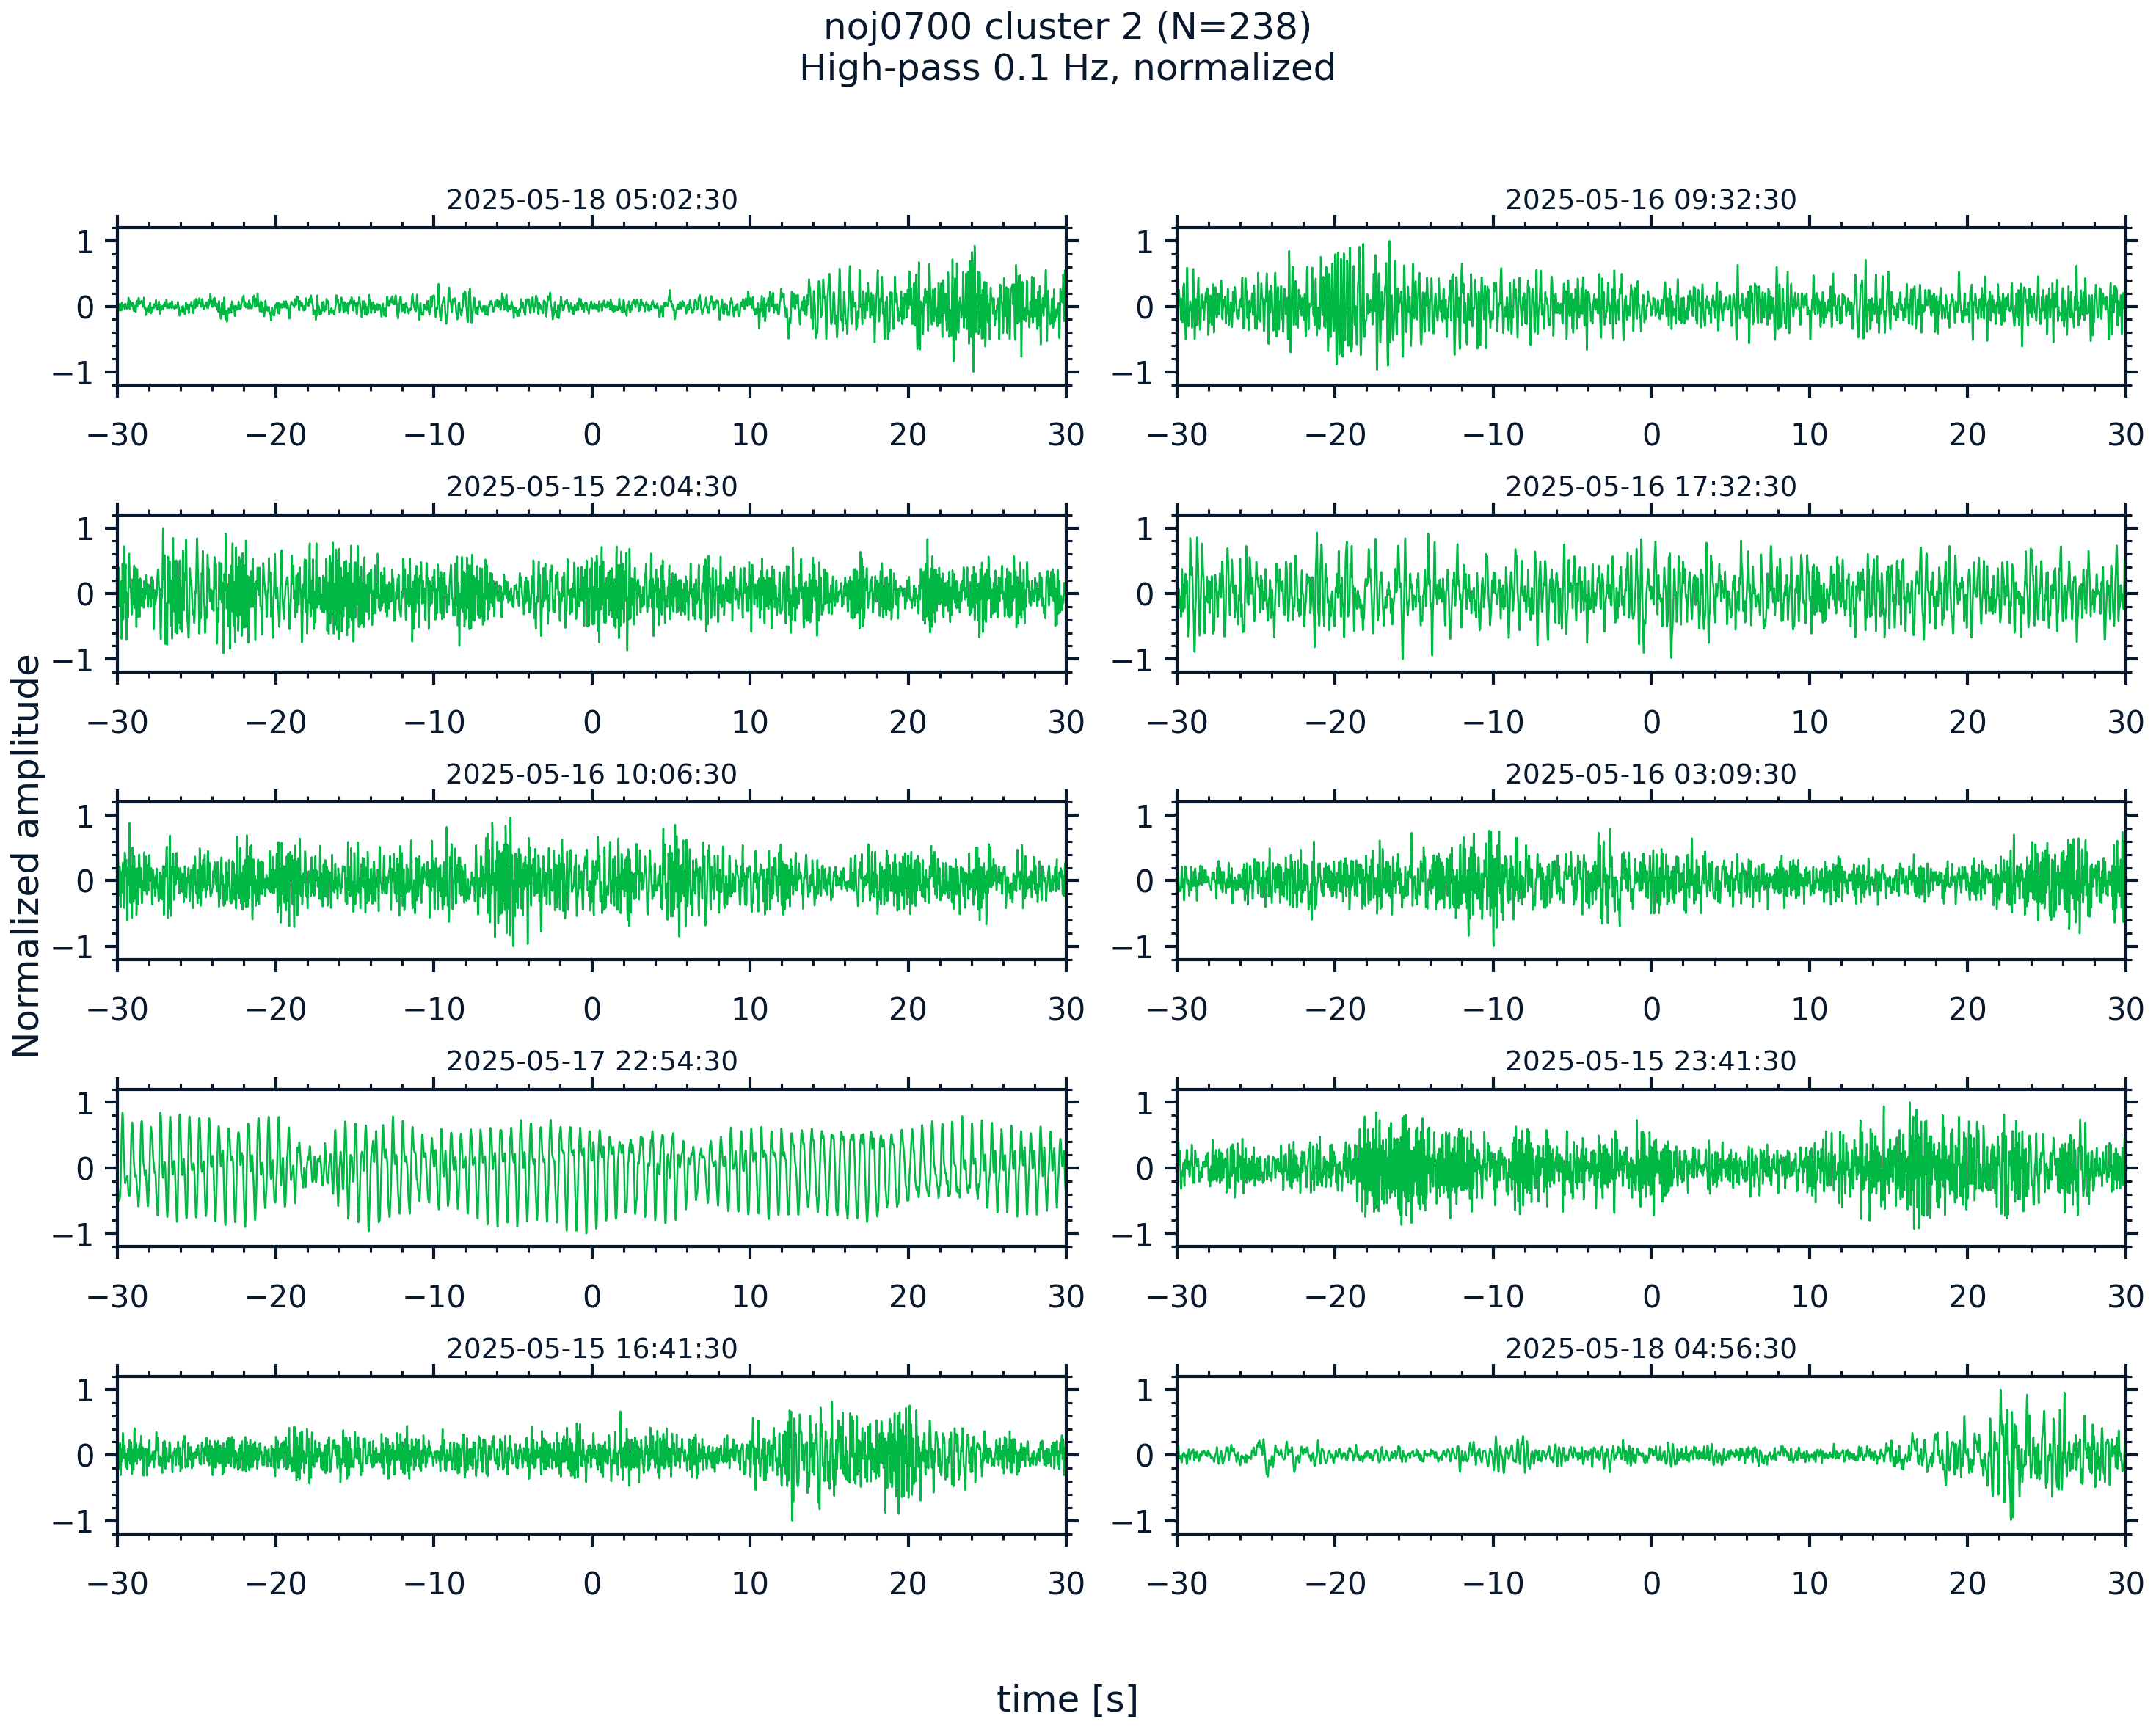 noj0700 cluster 2 (N=238)
High-pass 0.1 Hz, normalized
2025-05-18 05:02:30
1
0
−1
−30 −20 −10 0 10 20 30
2025-05-16 09:32:30
1
0
−1
−30 −20 −10 0 10 20 30
2025-05-15 22:04:30
1
0
−1
−30 −20 −10 0 10 20 30
2025-05-16 17:32:30
1
0
−1
−30 −20 −10 0 10 20 30
Normalized amplitude
2025-05-16 10:06:30
1
0
−1
−30 −20 −10 0 10 20 30
2025-05-16 03:09:30
1
0
−1
−30 −20 −10 0 10 20 30
2025-05-17 22:54:30
1
0
−1
−30 −20 −10 0 10 20 30
2025-05-15 23:41:30
1
0
−1
−30 −20 −10 0 10 20 30
2025-05-15 16:41:30
1
0
−1
−30 −20 −10 0 10 20 30
2025-05-18 04:56:30
1
0
−1
−30 −20 −10 0 10 20 30
time [s]